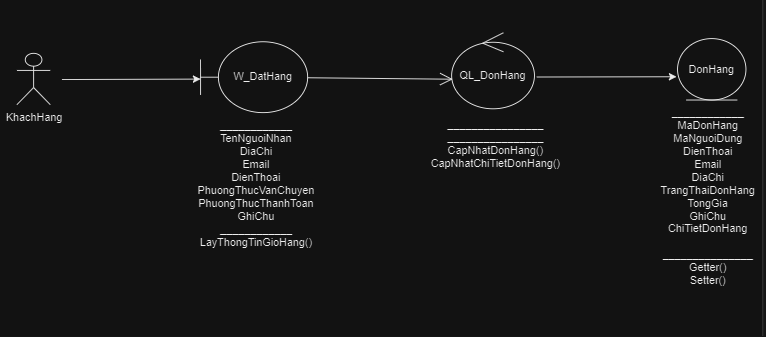 KhachHang
W_DatHang
TenNguoiNhan
DiaChi
Email
DienThoai
PhuongThucVanChuyen
PhuongThucThanhToan
GhiChu
LayThongTinGioHang()
QL_DonHang
CapNhatDonHang()
CapNhatChiTietDonHang()
DonHang
MaDonHang
MaNguoiDung
DienThoai
Email
DiaChi
TrangThaiDonHang
TongGia
GhiChu
ChiTietDonHang
Getter()
Setter()